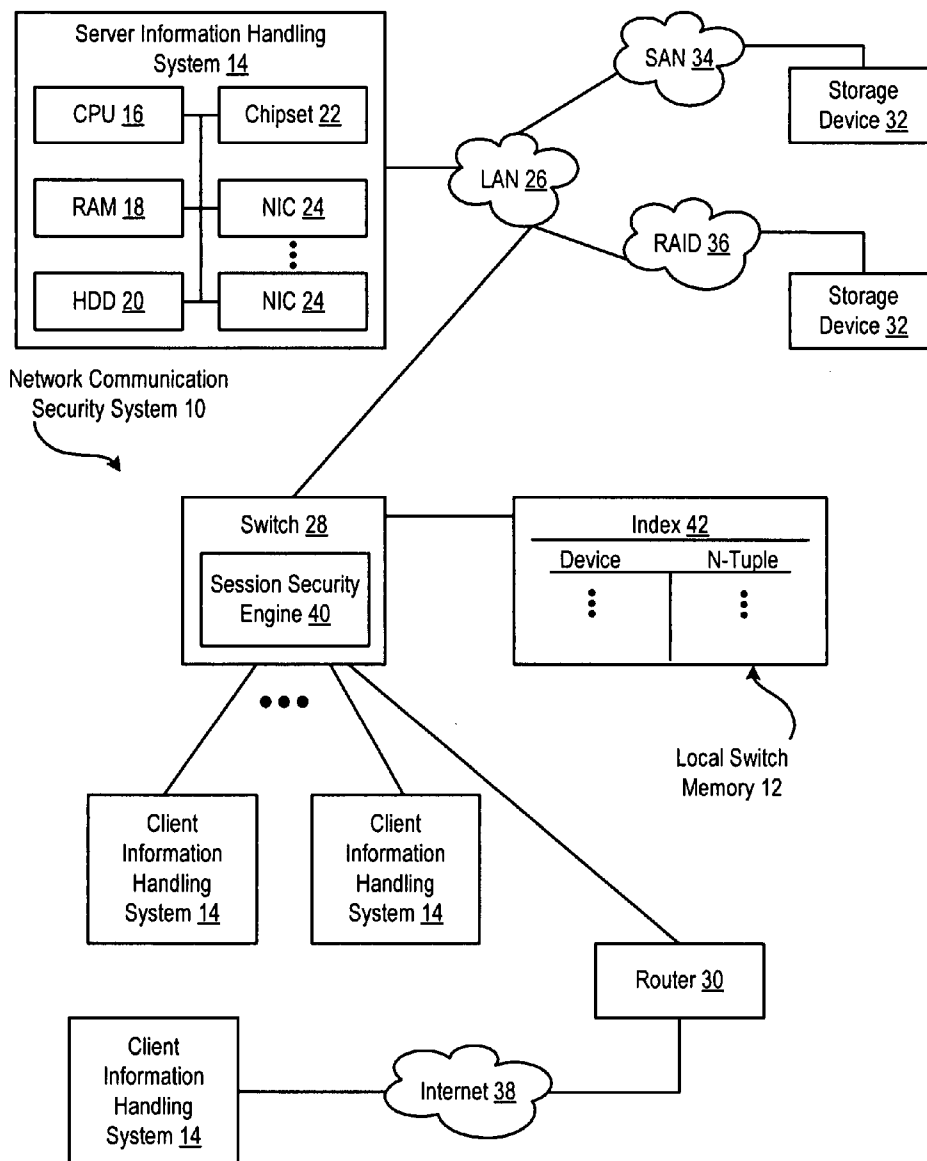 Server Information Handling
System 14
CPU 16
Chipset 22
RAM 18
NIC 24
HDD 20
NIC 24
LAN 26
SAN 34
Storage
Device 32
RAID 36
Storage
Device 32
Network Communication
Security System 10
Switch 28
Session Security
Engine 40
Index 42
Device
N-Tuple
Local Switch
Memory 12
Client
Information
Handling
System 14
Client
Information
Handling
System 14
Router 30
Client
Information
Handling
System 14
Internet 38